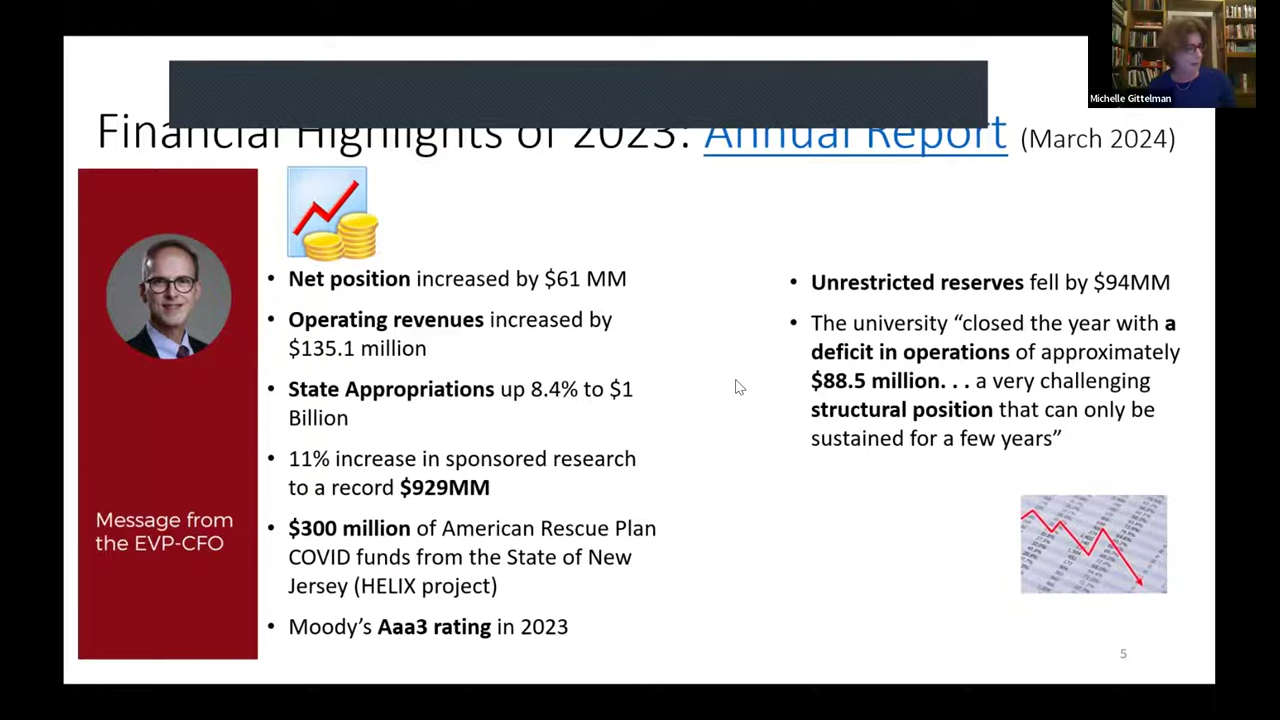 Michelle Gittelman
Financial Highlights of 2023: Annual Report (March 2024)
Message from
the EVP-CFO
• Net position increased by $61 MM
• Operating revenues increased by
$135.1 million
• State Appropriations up 8.4% to $1
Billion
• 11% increase in sponsored research
to a record $929MM
• $300 million of American Rescue Plan
COVID funds from the State of New
Jersey (HELIX project)
• Moody’s Aaa3 rating in 2023
• Unrestricted reserves fell by $94MM
• The university “closed the year with a
deficit in operations of approximately
$88.5 million. . . a very challenging
structural position that can only be
sustained for a few years”
5